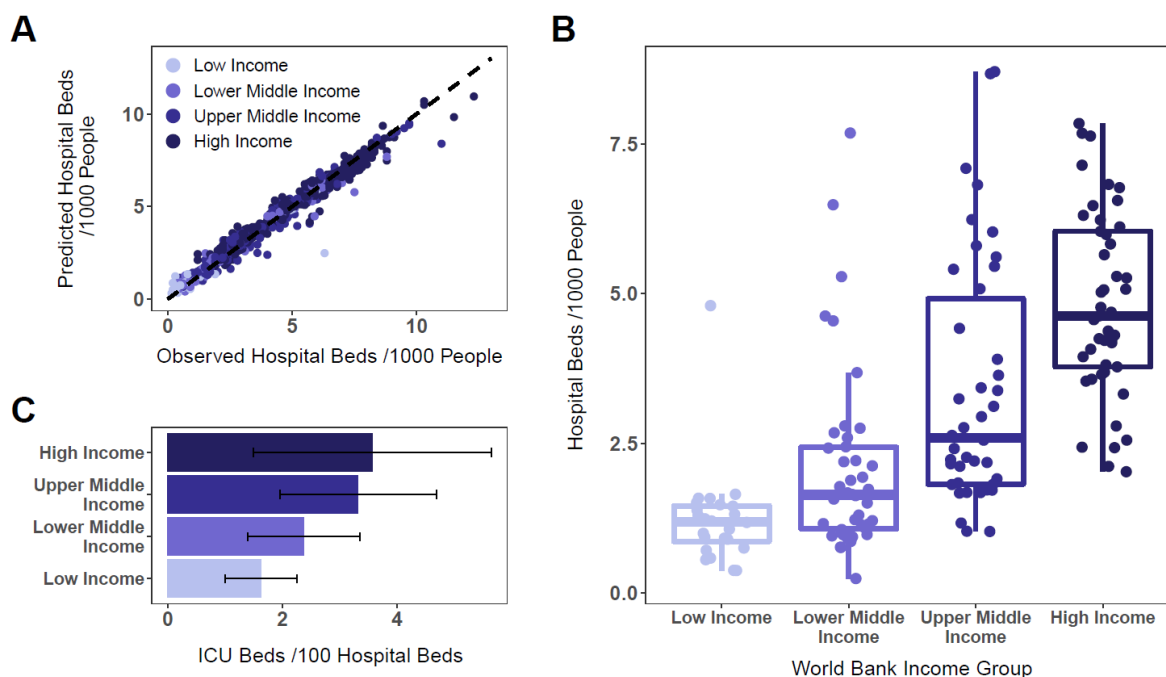 A
Predicted Hospital Beds
/1000 People
10
5
0
Low Income
Lower Middle Income
Upper Middle Income
High Income
0
5
10
Observed Hospital Beds /1000 People
B
Hospital Beds /1000 People
7.5
5.0
2.5
0.0
Low Income
Lower Middle
Income
Upper Middle
Income
High Income
World Bank Income Group
C
High Income
Upper Middle
Income
Lower Middle
Income
Low Income
0
2
4
ICU Beds /100 Hospital Beds